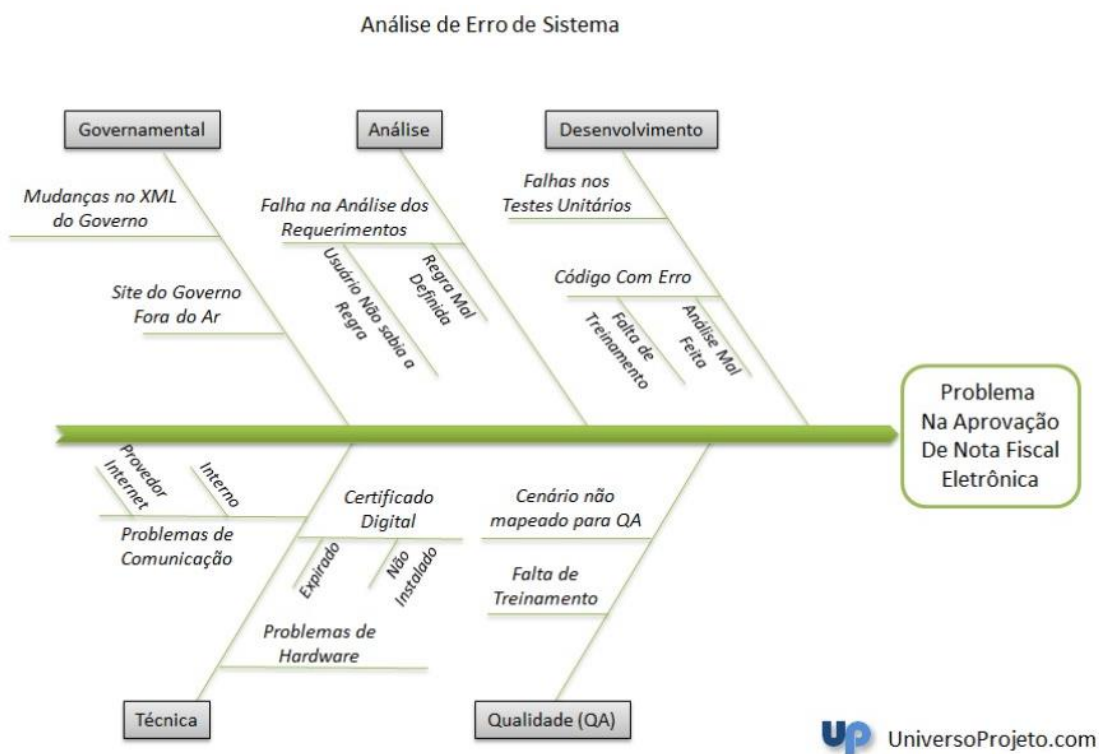 Análise de Erro de Sistema
Governamental
Análise
Desenvolvimento
Mudanças no XML
do Governo
Site do Governo
Fora do Ar
Falha na Análise dos
Requerimentos
Usuário Não sabia a
Regra
Regra Mal
Definida
Falhas nos
Testes Unitários
Código Com Erro
Falta de
Treinamento
Análise Mal
Feita
Problema
Na Aprovação
De Nota Fiscal
Eletrônica
Provedor
Internet
Interno
Problemas de
Comunicação
Certificado
Digital
Expirado
Não
Instalado
Problemas de
Hardware
Cenário não
mapeado para QA
Falta de
Treinamento
Técnica
Qualidade (QA)
UP UniversoProjeto.com